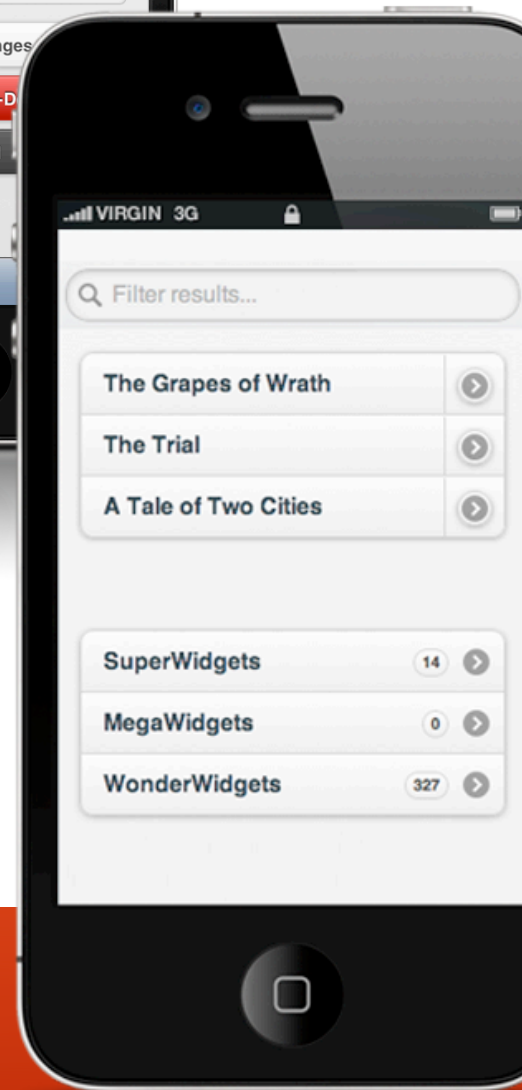 ges
-D
VIRGIN 3G
Filter results...
The Grapes of Wrath
The Trial
A Tale of Two Cities
SuperWidgets 14
MegaWidgets 0
WonderWidgets 327